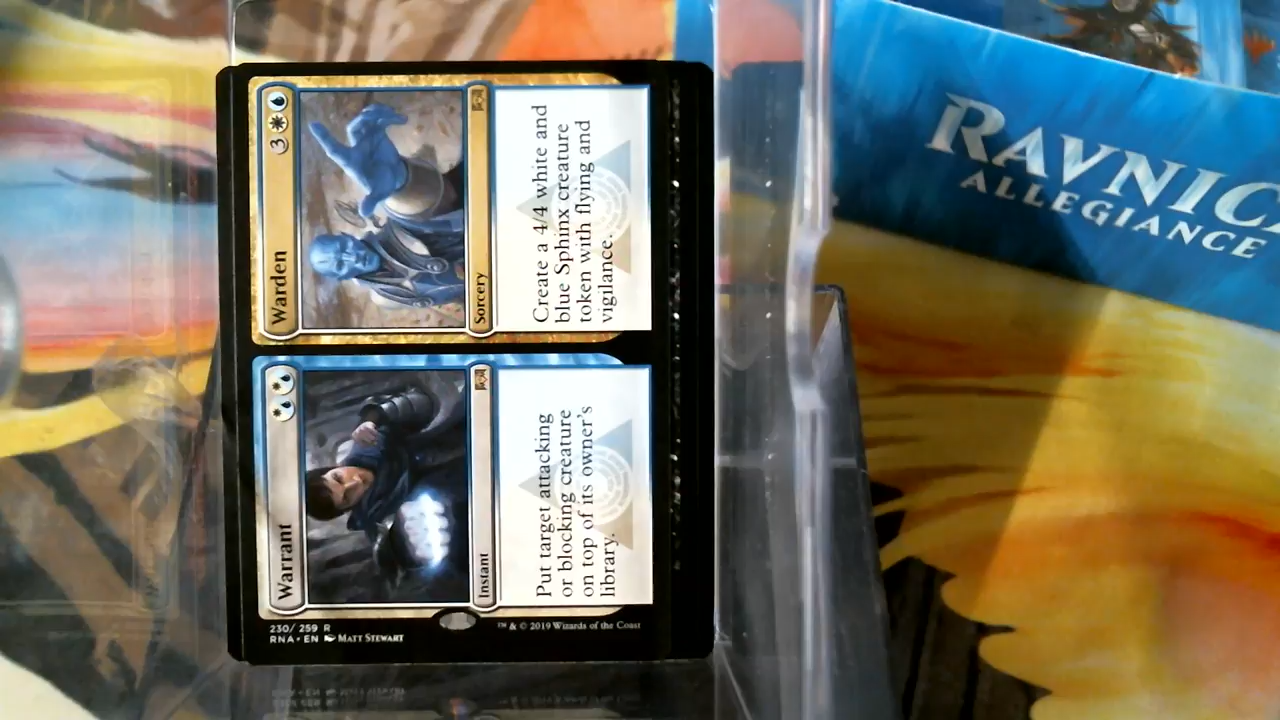 Warrant
Instant
Put target attacking
or blocking creature
on top of its owner's
library.
Warden
3
Sorcery
Create a 4/4 white and
blue Sphinx creature
token with flying and
vigilance.
230/259 R
RNA • EN MATT STEWART
™ & © 2019 Wizards of the Coast
RAVNICA
ALLEGIANCE